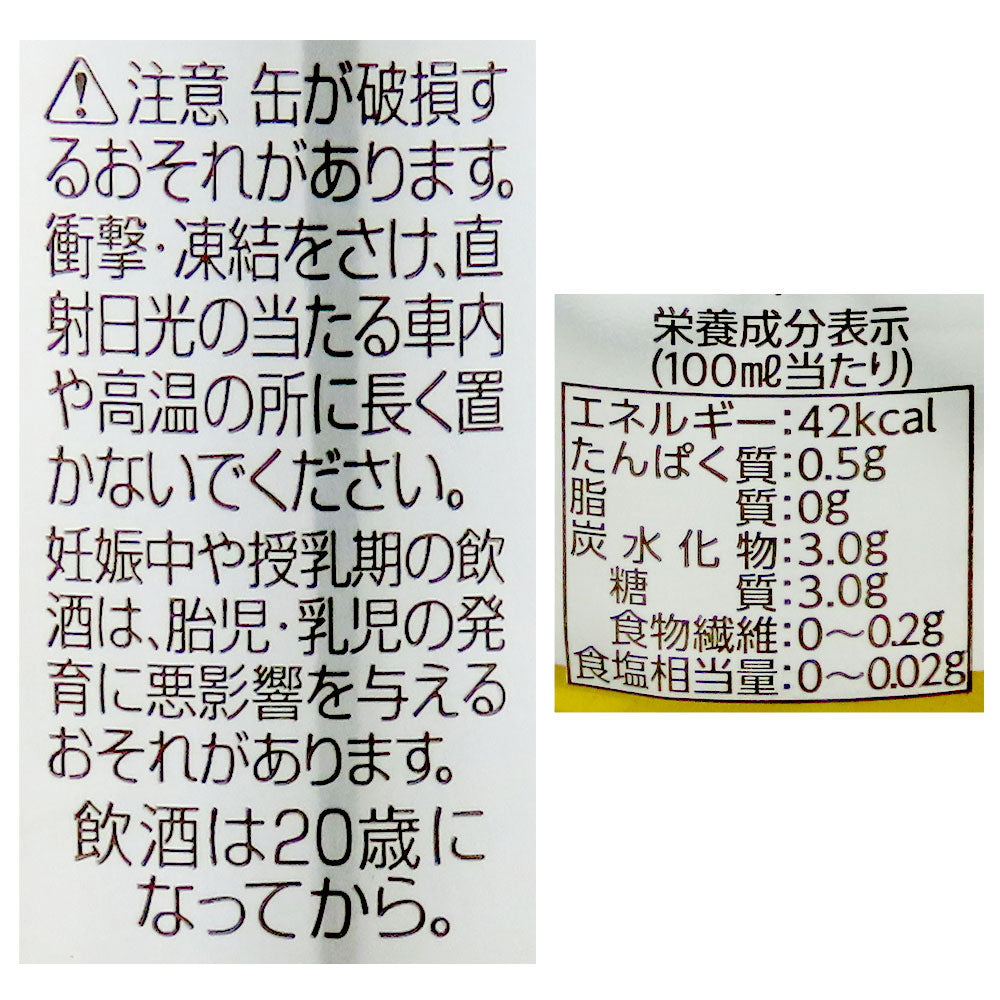 注意 缶が破損す
るおそれがあります。
衝撃・凍結をさけ、直
射日光の当たる車内
や高温の所に長く置
かないでください。
妊娠中や授乳期の飲
酒は、胎児・乳児の発
育に悪影響を与える
おそれがあります。
飲酒は20歳に
なってから。
栄養成分表示
(100㎖当たり)
エネルギー:42kcal
たんぱく質:0.5g
脂質:0g
炭水化物:3.0g
糖質:3.0g
食物繊維:0〜0.2g
食塩相当量:0〜0.02g